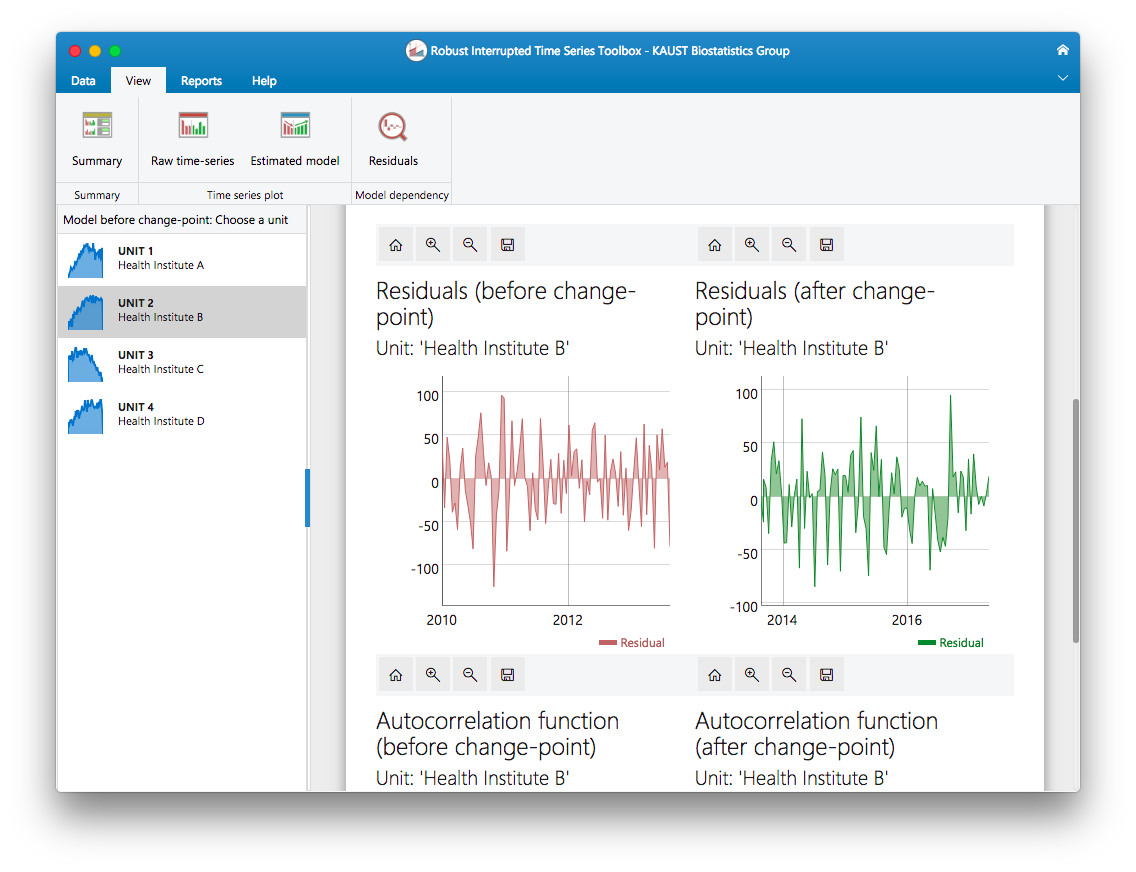 Robust Interrupted Time Series Toolbox - KAUST Biostatistics Group
Data View Reports Help
Summary Raw time-series Estimated model Residuals
Summary Time series plot Model dependency
Model before change-point: Choose a unit
UNIT 1
Health Institute A
UNIT 2
Health Institute B
UNIT 3
Health Institute C
UNIT 4
Health Institute D
Residuals (before change-
point)
Unit: 'Health Institute B'
100
50
0
-50
-100
2010 2012
Residual
Residuals (after change-
point)
Unit: 'Health Institute B'
100
50
0
-50
-100
2014 2016
Residual
Autocorrelation function
(before change-point)
Unit: 'Health Institute B'
Autocorrelation function
(after change-point)
Unit: 'Health Institute B'